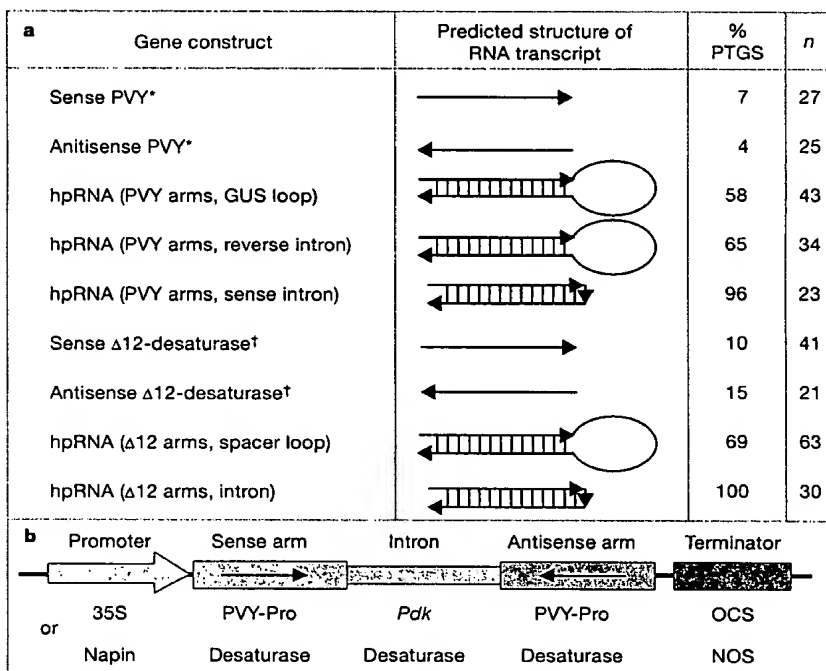 a
Gene construct Predicted structure of RNA transcript % PTGS n
Sense PVY* 7 27
Anitisense PVY* 4 25
hpRNA (PVY arms, GUS loop) 58 43
hpRNA (PVY arms, reverse intron) 65 34
hpRNA (PVY arms, sense intron) 96 23
Sense Δ12-desaturase† 10 41
Antisense Δ12-desaturase† 15 21
hpRNA (Δ12 arms, spacer loop) 69 63
hpRNA (Δ12 arms, intron) 100 30
b
Promoter Sense arm Intron Antisense arm Terminator
35S PVY-Pro Pdk PVY-Pro OCS
or
Napin Desaturase Desaturase Desaturase NOS